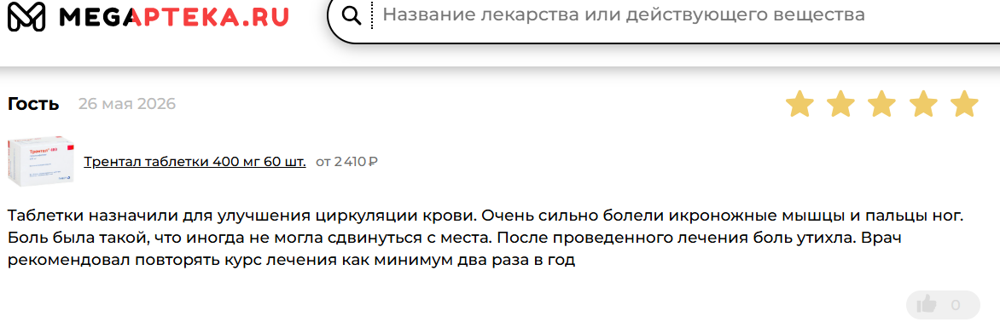 MEGAPTEKA.RU
Название лекарства или действующего вещества
Гость 26 мая 2026
Трентал® 400
Трентал таблетки 400 мг 60 шт. от 2 410 ₽
Таблетки назначили для улучшения циркуляции крови. Очень сильно болели икроножные мышцы и пальцы ног.
Боль была такой, что иногда не могла сдвинуться с места. После проведенного лечения боль утихла. Врач
рекомендовал повторять курс лечения как минимум два раза в год
0